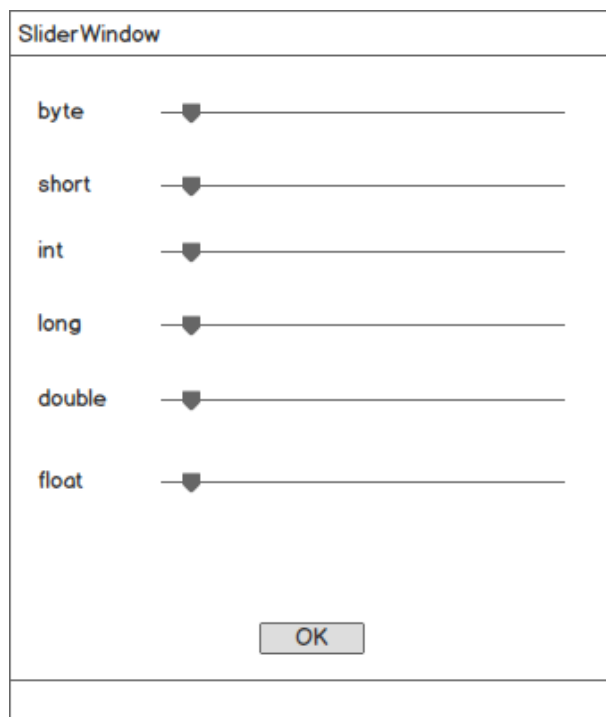 SliderWindow
byte
short
int
long
double
float
OK